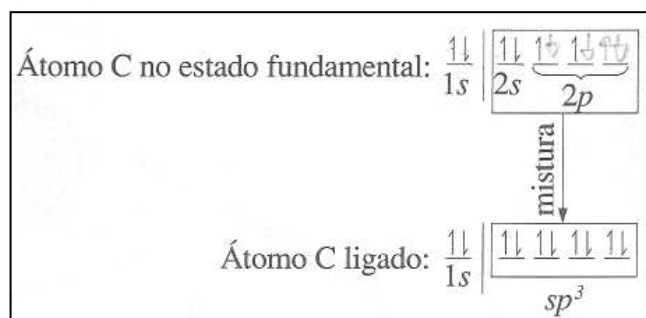 Átomo C no estado fundamental: 1s 2s 2p
mistura
Átomo C ligado: 1s sp³